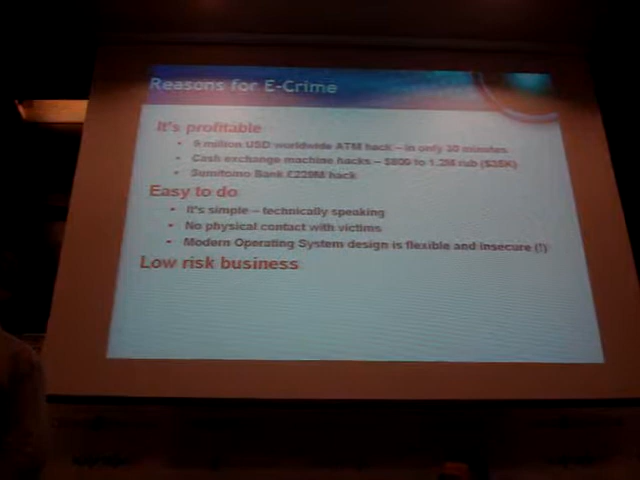 Reasons for E-Crime
It's profitable
• 9 million USD worldwide ATM hack – in only 30 minutes
• Cash exchange machine hacks – $800 to 1.2M rub ($35K)
• Sumitomo Bank £229M hack
Easy to do
• It's simple – technically speaking
• No physical contact with victims
• Modern Operating System design is flexible and insecure (!)
Low risk business